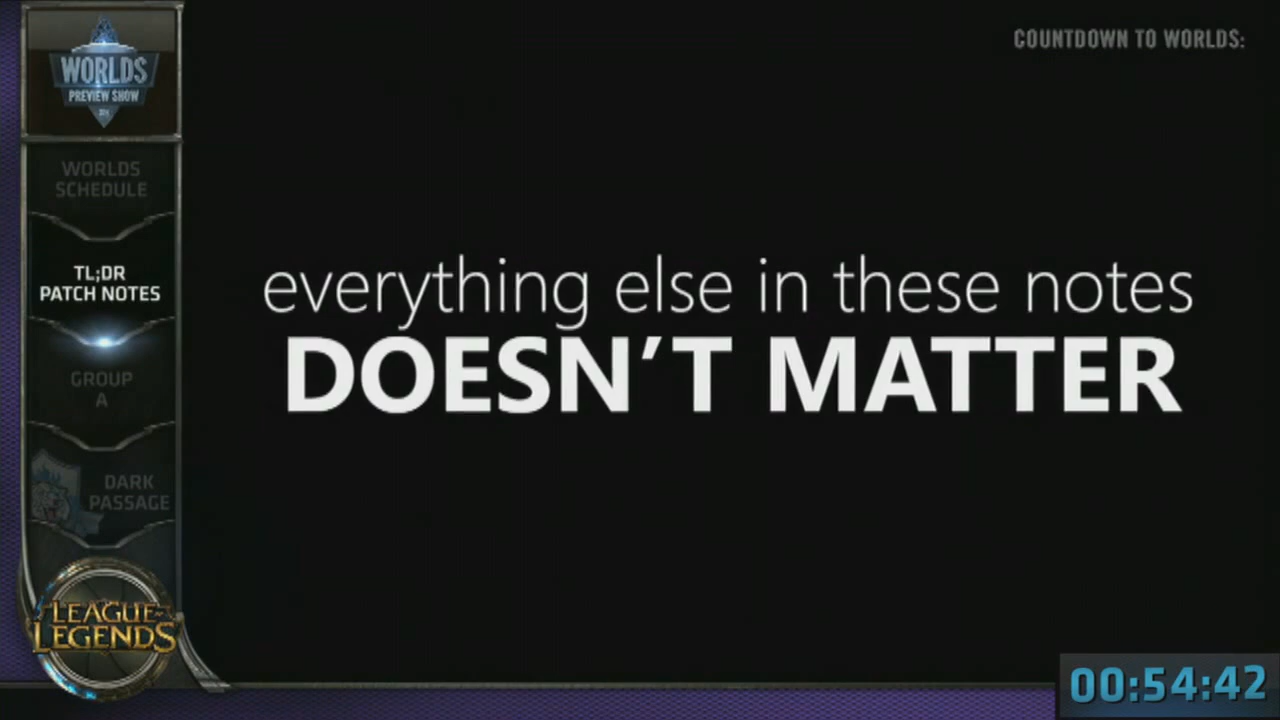 WORLDS
PREVIEW SHOW
COUNTDOWN TO WORLDS:
WORLDS
SCHEDULE
TL;DR
PATCH NOTES
GROUP
A
DARK
PASSAGE
LEAGUE OF
LEGENDS
everything else in these notes
DOESN'T MATTER
00:54:42